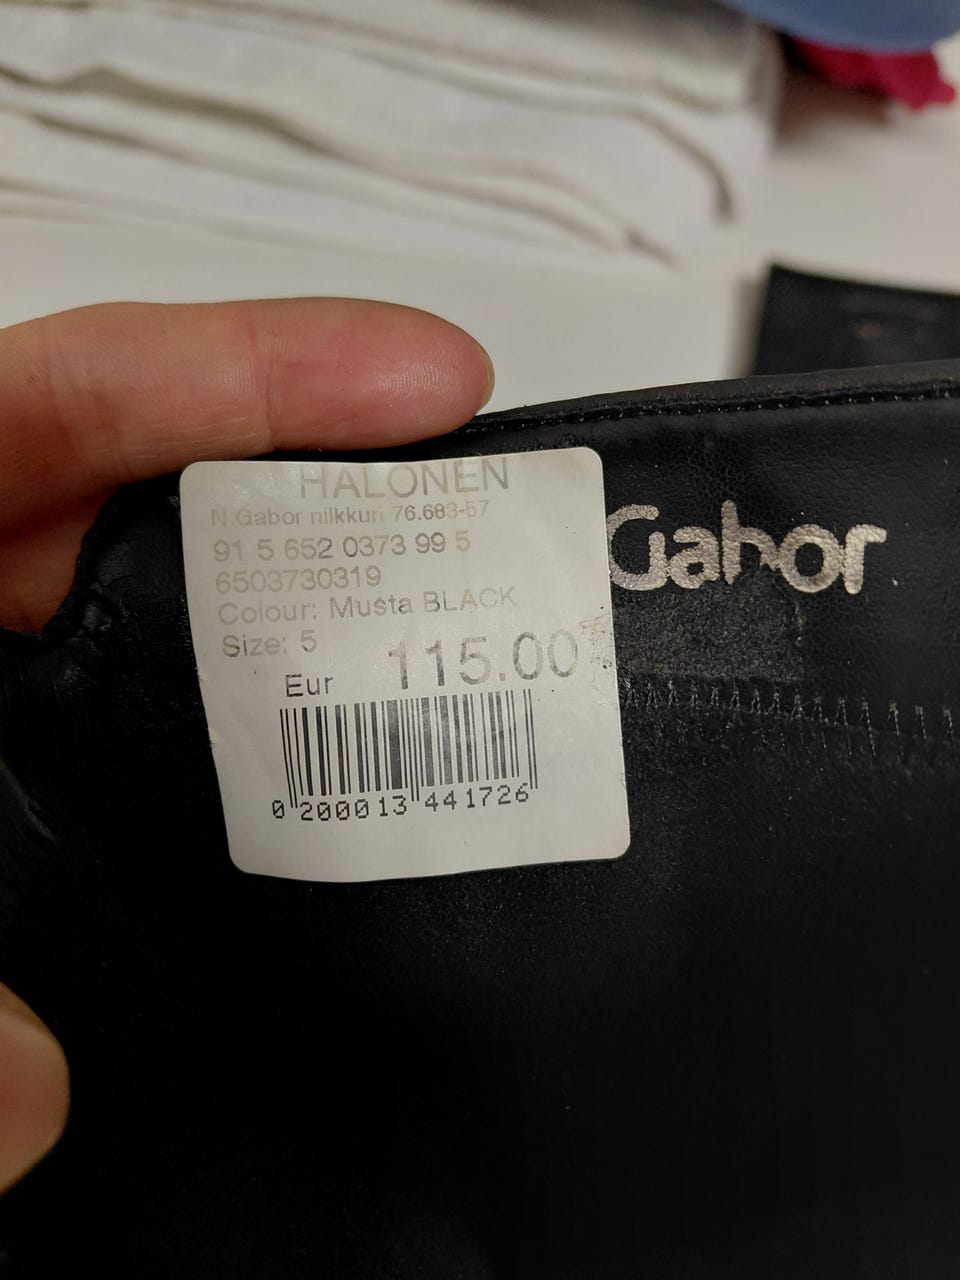 HALONEN
N Gabor nilkkuri 76.683-57
91 5 652 0373 99 5
6503730319
Colour: Musta BLACK
Size: 5
Eur 115.00
0 200013 441726
Gabor